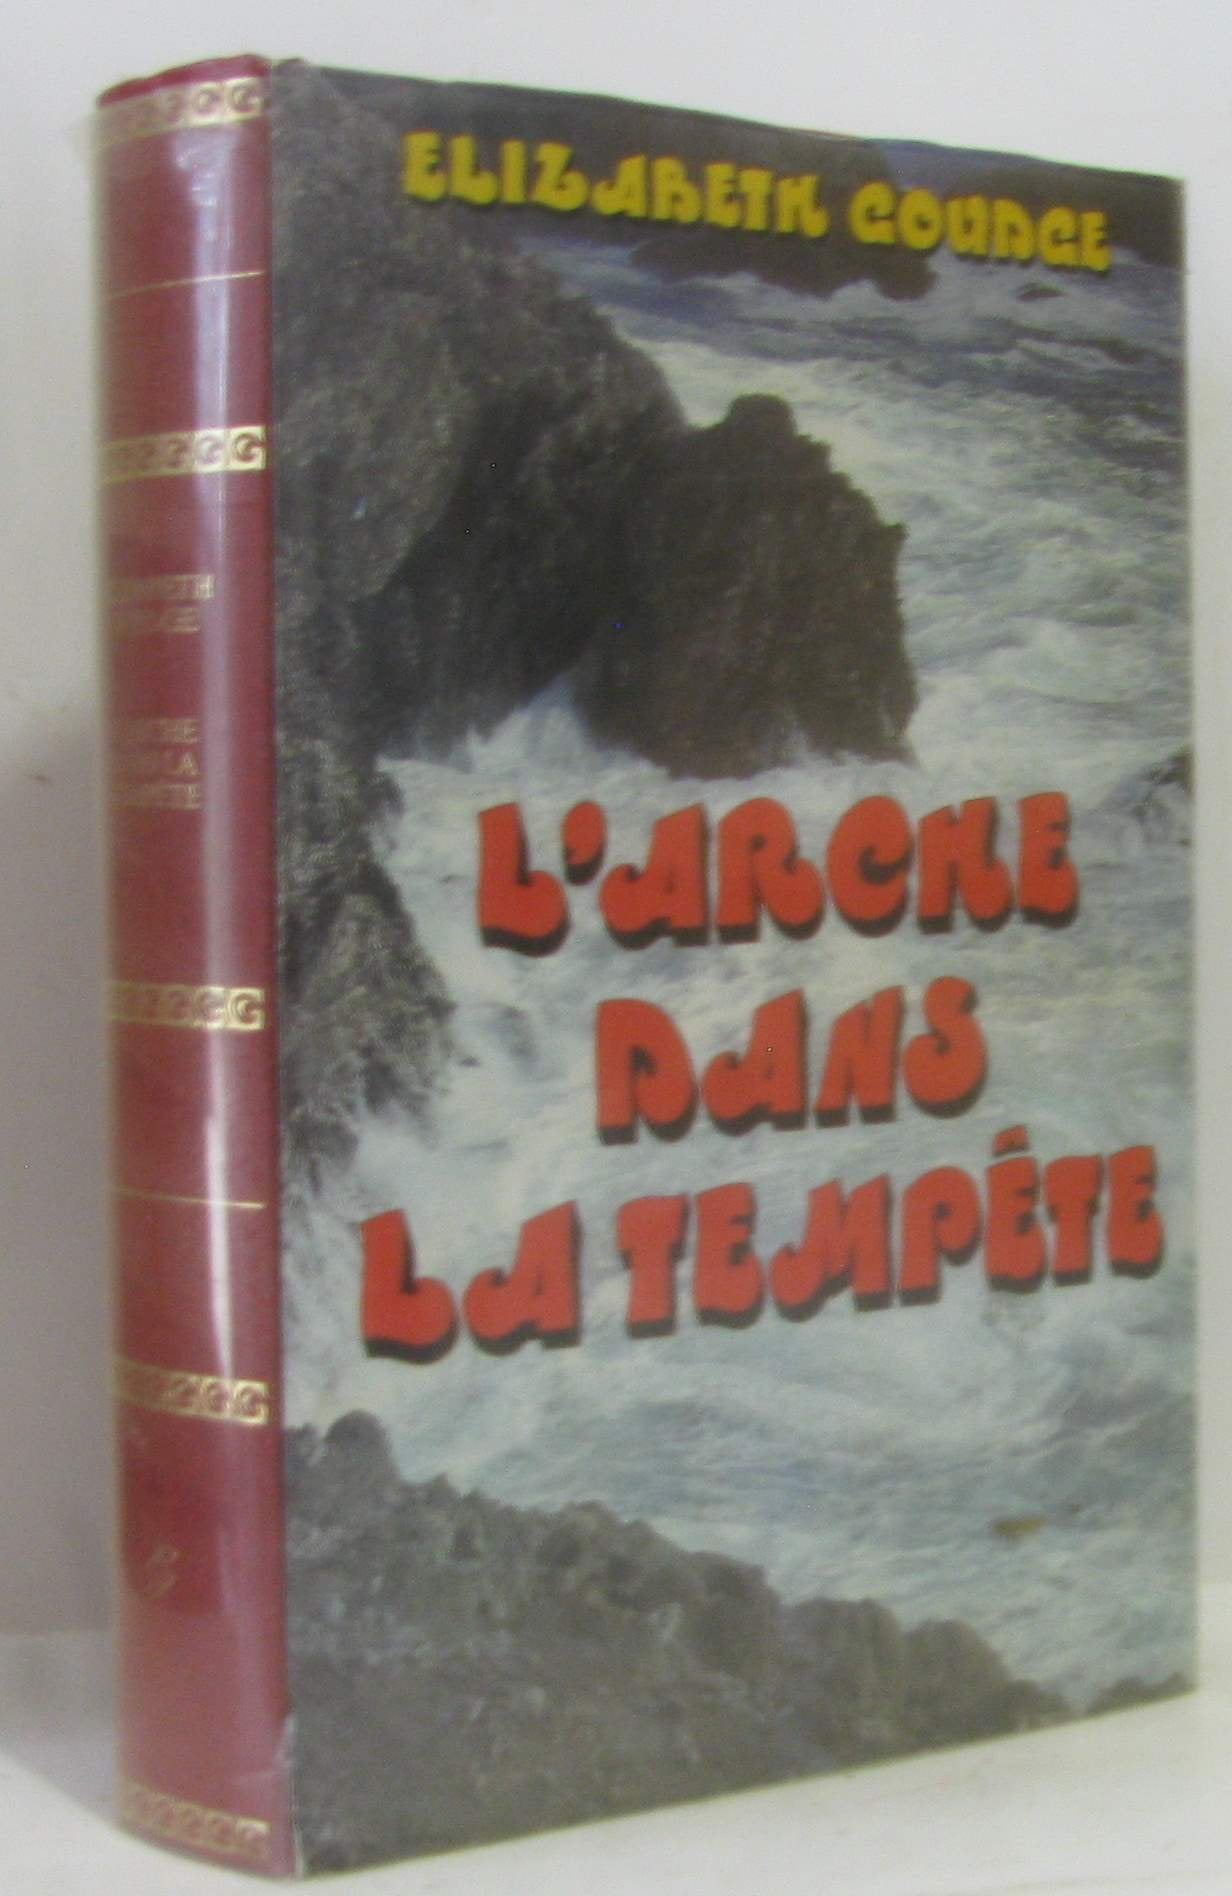 ELIZABETH GOUDGE
L'ARCHE
DANS
LA TEMPÊTE